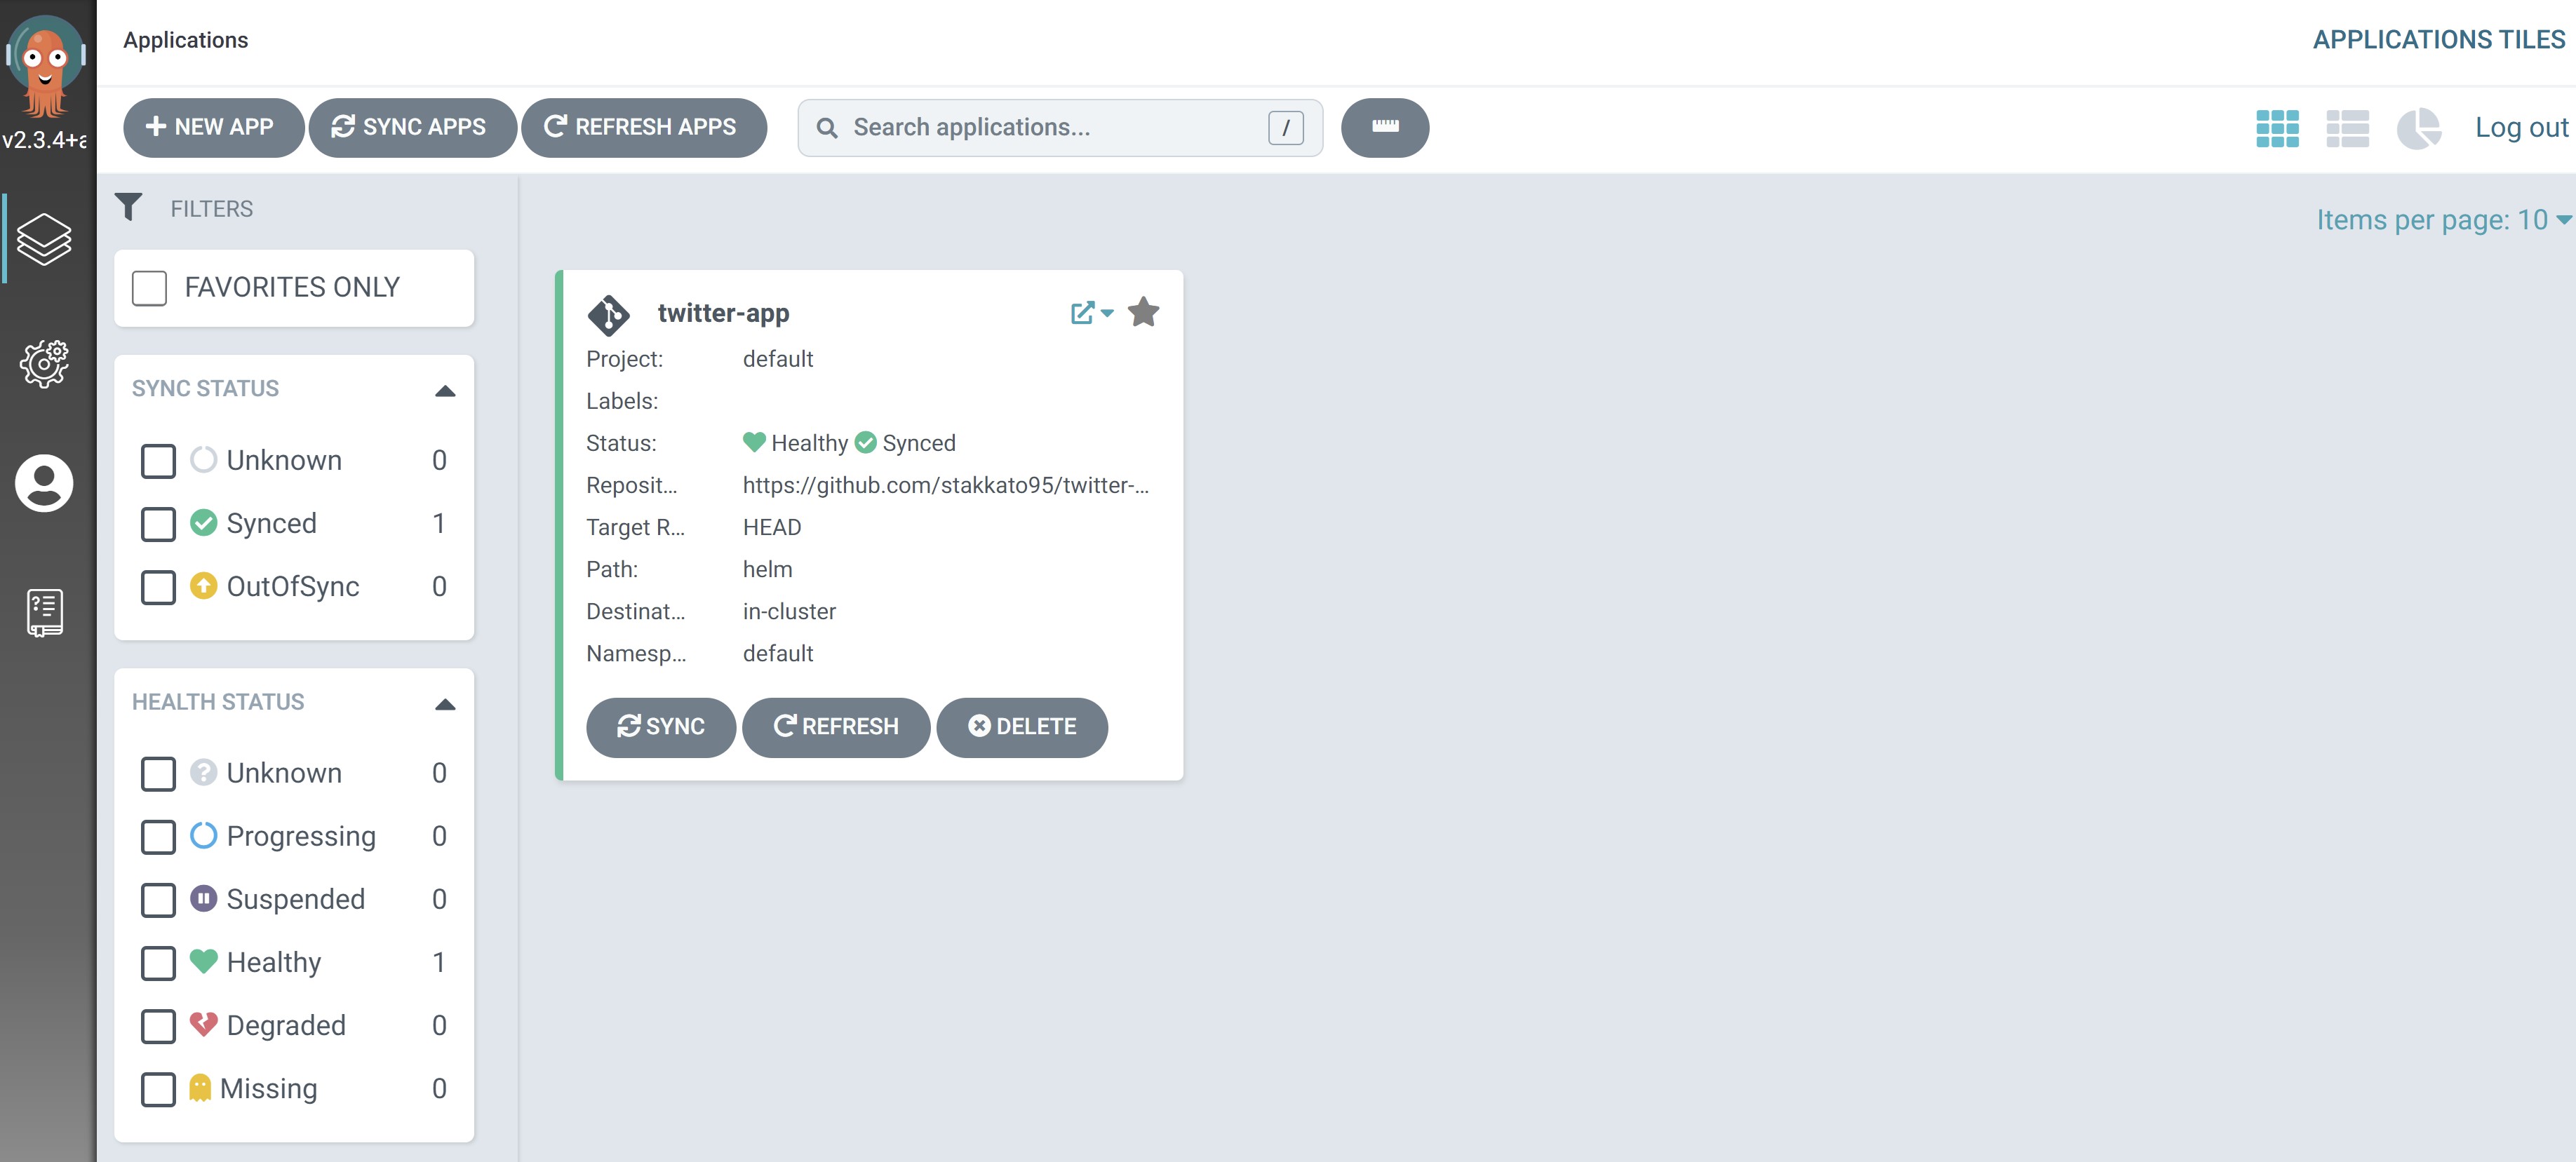 Applications
APPLICATIONS TILES
v2.3.4+a
NEW APP
SYNC APPS
REFRESH APPS
Search applications...
/
Log out
FILTERS
Items per page: 10
FAVORITES ONLY
SYNC STATUS
Unknown 0
Synced 1
OutOfSync 0
HEALTH STATUS
Unknown 0
Progressing 0
Suspended 0
Healthy 1
Degraded 0
Missing 0
twitter-app
Project: default
Labels:
Status: Healthy Synced
Reposit... https://github.com/stakkato95/twitter-...
Target R... HEAD
Path: helm
Destinat... in-cluster
Namesp... default
SYNC
REFRESH
DELETE